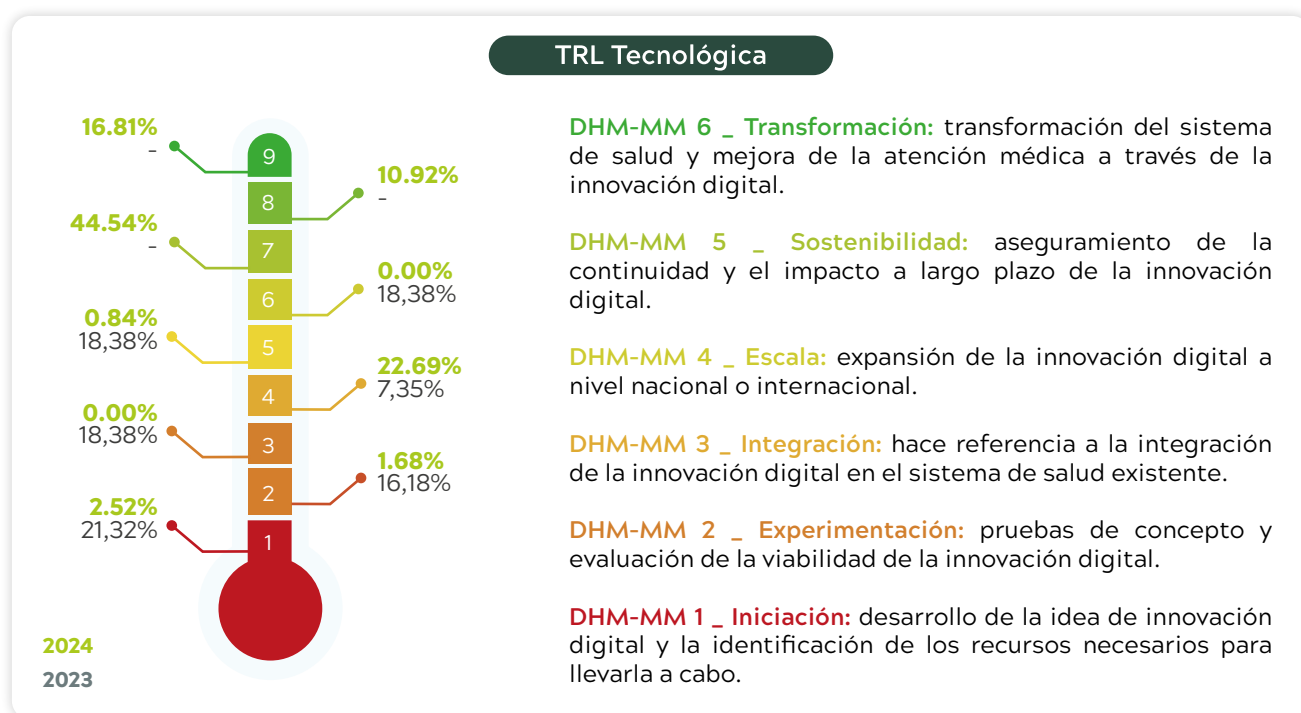 TRL Tecnológica
16.81%
-
9
10.92%
-
8
44.54%
-
7
0.00%
18,38%
6
0.84%
18,38%
5
22.69%
7,35%
4
0.00%
18,38%
3
1.68%
16,18%
2
2.52%
21,32%
1
2024
2023
DHM-MM 6 _ Transformación: transformación del sistema
de salud y mejora de la atención médica a través de la
innovación digital.
DHM-MM 5 _ Sostenibilidad: aseguramiento de la
continuidad y el impacto a largo plazo de la innovación
digital.
DHM-MM 4 _ Escala: expansión de la innovación digital a
nivel nacional o internacional.
DHM-MM 3 _ Integración: hace referencia a la integración
de la innovación digital en el sistema de salud existente.
DHM-MM 2 _ Experimentación: pruebas de concepto y
evaluación de la viabilidad de la innovación digital.
DHM-MM 1 _ Iniciación: desarrollo de la idea de innovación
digital y la identificación de los recursos necesarios para
llevarla a cabo.